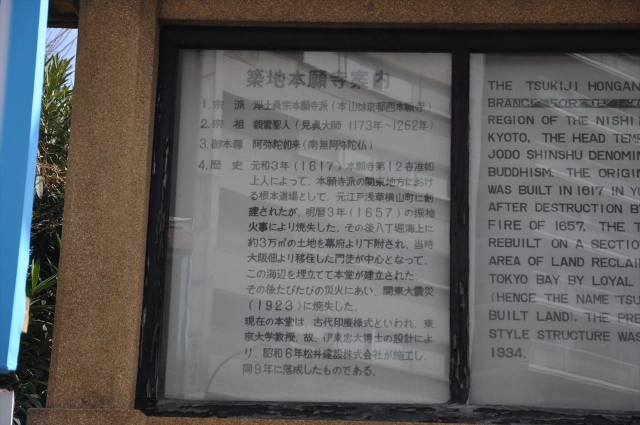 築地本願寺案内
1. 宗 派 浄土真宗本願寺派(本山は京都西本願寺)
2. 宗 祖 親鸞聖人(見真大師 1173年~1262年)
3. 御本尊 阿弥陀如来(南無阿弥陀仏)
4. 歴 史 元和3年(1617)本願寺第12各准如
上人によって、本願寺派の関東地方におけ
る根本道場として、元江戸浅草横山町に創
建されたが、明暦3年(1657)の振袖
火事により焼失した。その後八丁堀海上に
約3万㎡の土地を幕府より下附され、当時
大阪佃より移住した門徒が中心となって、
この海辺を埋立てて本堂が建立された。
その後たびたびの災火にあい、関東大震災
(1923)に焼失した。
現在の本堂は、古代印度様式といわれ、東
京大学教授、故、伊東忠太博士の設計によ
り、昭和6年松井建設株式会社が施工し、
同9年に落成したものである。
THE TSUKIJI HONGAN
BRANCE FOR THE
REGION OF THE NISHI
KYOTO, THE HEAD TEMP
JODO SHINSHU DENOMIN
BUDDHISM. THE ORIGIN
WAS BUILT IN 1617 IN Y
AFTER DESTRUCTION BY
FIRE OF 1657, THE T
REBUILT ON A SECTION
AREA OF LAND RECLAI
TOKYO BAY BY LOYAL
(HENCE THE NAME TSU
BUILT LAND). THE PRE
STYLE STRUCTURE WAS
1934.